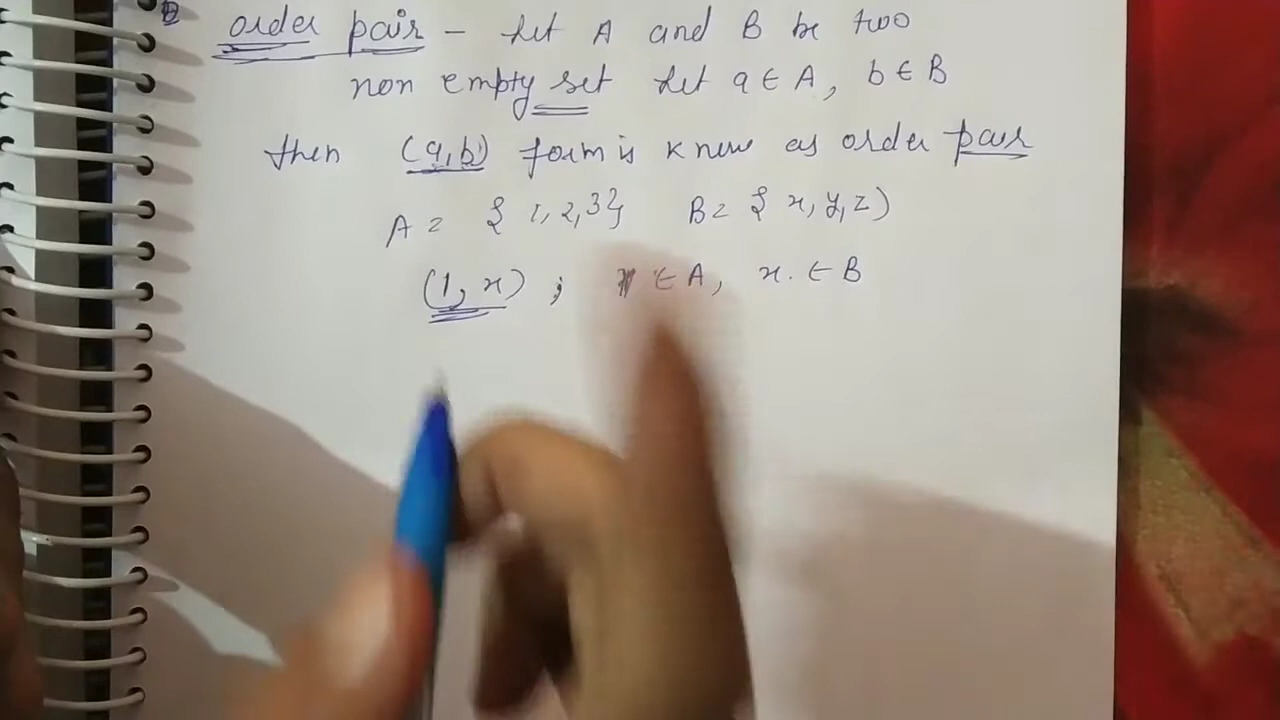 order pair - Let A and B be two
non empty set Let a ∈ A, b ∈ B
then (a,b) form is know as order pair
A = { 1, 2, 3} B = { x, y, z)
(1, x) ; ∈ A, x. ∈ B